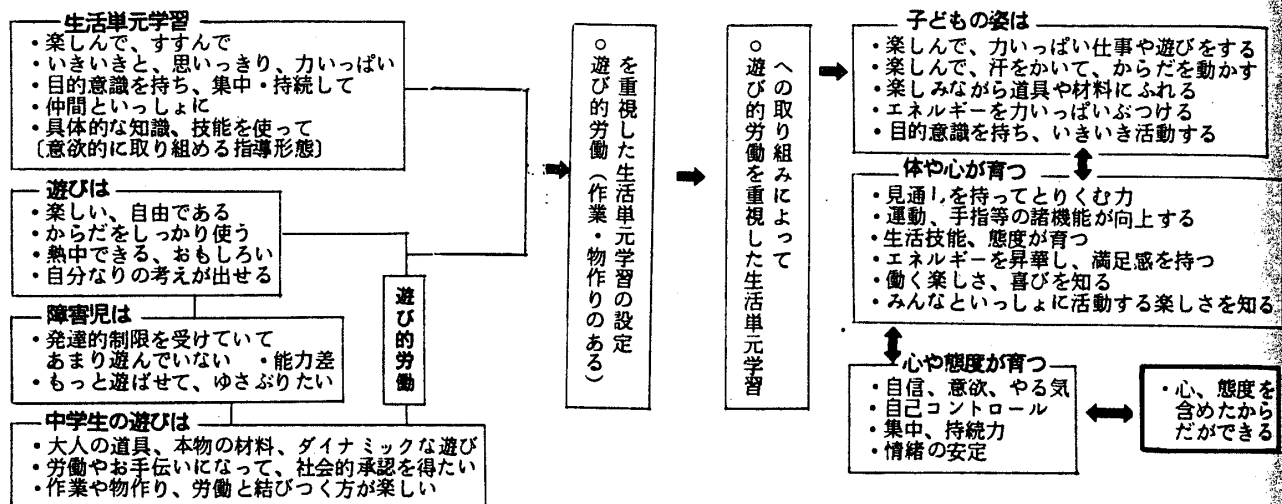 生活単元学習
・楽しんで、すすんで
・いきいきと、思いっきり、力いっぱい
・目的意識を持ち、集中・持続して
・仲間といっしょに
・具体的な知識、技能を使って
〔意欲的に取り組める指導形態〕
遊びは
・楽しい、自由である
・からだをしっかり使う
・熱中できる、おもしろい
・自分なりの考えが出せる
障害児は
・発達的制限を受けていて
あまり遊んでいない ・能力差
・もっと遊ばせて、ゆさぶりたい
中学生の遊びは
・大人の道具、本物の材料、ダイナミックな遊び
・労働やお手伝いになって、社会的承認を得たい
・作業や物作り、労働と結びつく方が楽しい
遊び的労働
○遊び的労働(作業・物作りのある)
を重視した生活単元学習の設定
○遊び的労働を重視した生活単元学習
への取り組みによって
子どもの姿は
・楽しんで、力いっぱい仕事や遊びをする
・楽しんで、汗をかいて、からだを動かす
・楽しみながら道具や材料にふれる
・エネルギーを力いっぱいぶつける
・目的意識を持ち、いきいき活動する
体や心が育つ
・見通しを持ってとりくむ力
・運動、手指等の諸機能が向上する
・生活技能、態度が育つ
・エネルギーを昇華し、満足感を持つ
・働く楽しさ、喜びを知る
・みんなといっしょに活動する楽しさを知る
心や態度が育つ
・自信、意欲、やる気
・自己コントロール
・集中、持続力
・情緒の安定
・心、態度を
含めたから
だができる